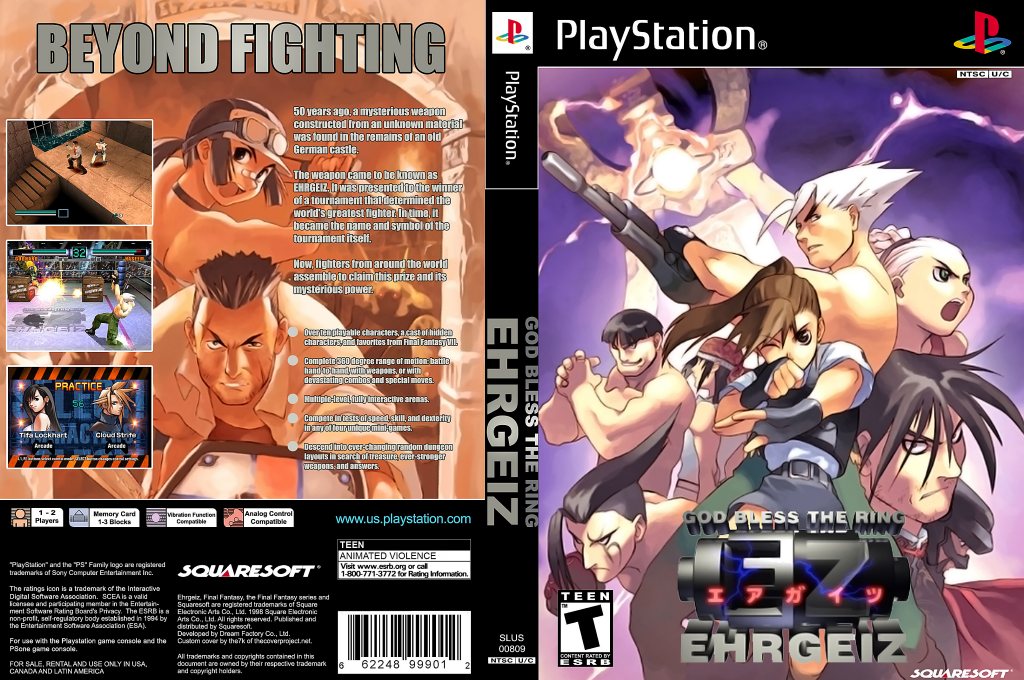 BEYOND FIGHTING
50 years ago, a mysterious weapon
constructed from an unknown material
was found in the remains of an old
German castle.
The weapon came to be known as
EHRGEIZ. It was presented to the winner
of a tournament that determined the
world's greatest fighter. In time, it
became the name and symbol of the
tournament itself.
Now, fighters from around the world
assemble to claim this prize and its
mysterious power.
Over ten playable characters, a cast of hidden
characters, and favorites from Final Fantasy VII.
Complete 360 degree range of motion: battle
hand-to-hand, with weapons, or with
devastating combos and special moves.
Multiple-level, fully interactive arenas.
Compete in tests of speed, skill, and dexterity
in any of four unique mini-games.
Descend into ever-changing random dungeon
layouts in search of treasure, ever-stronger
weapons, and answers.
32
PRACTICE
56
Tifa Lockhart
Arcade
Cloud Strife
Arcade
1 - 2
Players
Memory Card
1-3 Blocks
Vibration Function
Compatible
Analog Control
Compatible
www.us.playstation.com
"PlayStation" and the "PS" Family logo are registered
trademarks of Sony Computer Entertainment Inc.
The ratings icon is a trademark of the Interactive
Digital Software Association. SCEA is a valid
licensee and participating member in the Entertain-
ment Software Rating Board's Privacy. The ESRB is a
non-profit, self-regulatory body established in 1994 by
the Entertainment Software Association (ESA).
For use with the Playstation game console and the
PSone game console.
FOR SALE, RENTAL AND USE ONLY IN USA,
CANADA AND LATIN AMERICA
SQUARESOFT®
Ehrgeiz, Final Fantasy, the Final Fantasy series and
Squaresoft are registered trademarks of Square
Electronic Arts Co., Ltd. 1998 Square Electronic
Arts Co., Ltd. All rights reserved. Published and
distributed by Squaresoft.
Developed by Dream Factory Co., Ltd.
Custom cover by the7k of thecoverproject.net.
All trademarks and copyrights contained in this
document are owned by their respective trademark
and copyright holders.
TEEN
ANIMATED VIOLENCE
Visit www.esrb.org or call
1-800-771-3772 for Rating Information.
6 62248 99901 2
PlayStation®
GOD BLESS THE RING
EHRGEIZ
SLUS
00809
NTSC U/C
PlayStation®
NTSC U/C
GOD BLESS THE RING
EZ
エアガイツ
EHRGEIZ
TEEN
T
CONTENT RATED BY
ESRB
SQUARESOFT®